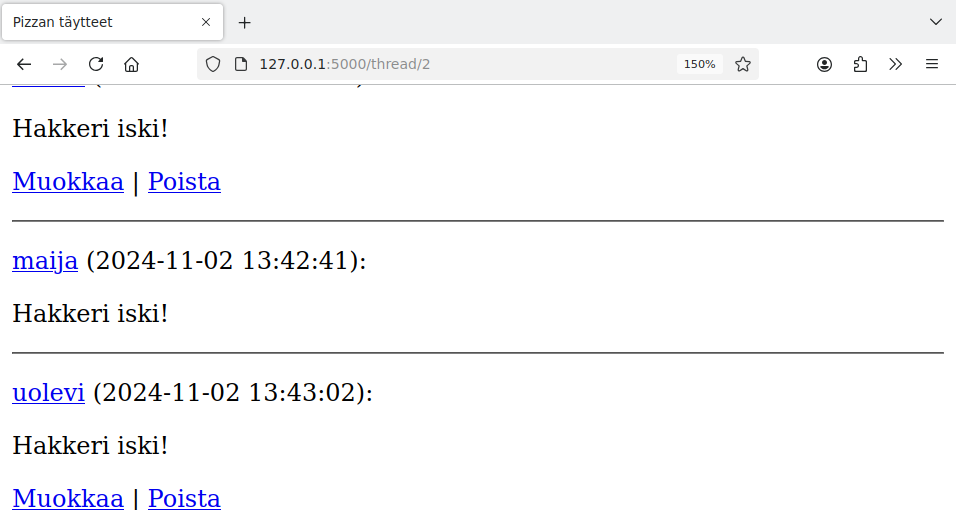 Pizzan täytteet
127.0.0.1:5000/thread/2
150%
Hakkeri iski!
Muokkaa | Poista
maija (2024-11-02 13:42:41):
Hakkeri iski!
uolevi (2024-11-02 13:43:02):
Hakkeri iski!
Muokkaa | Poista